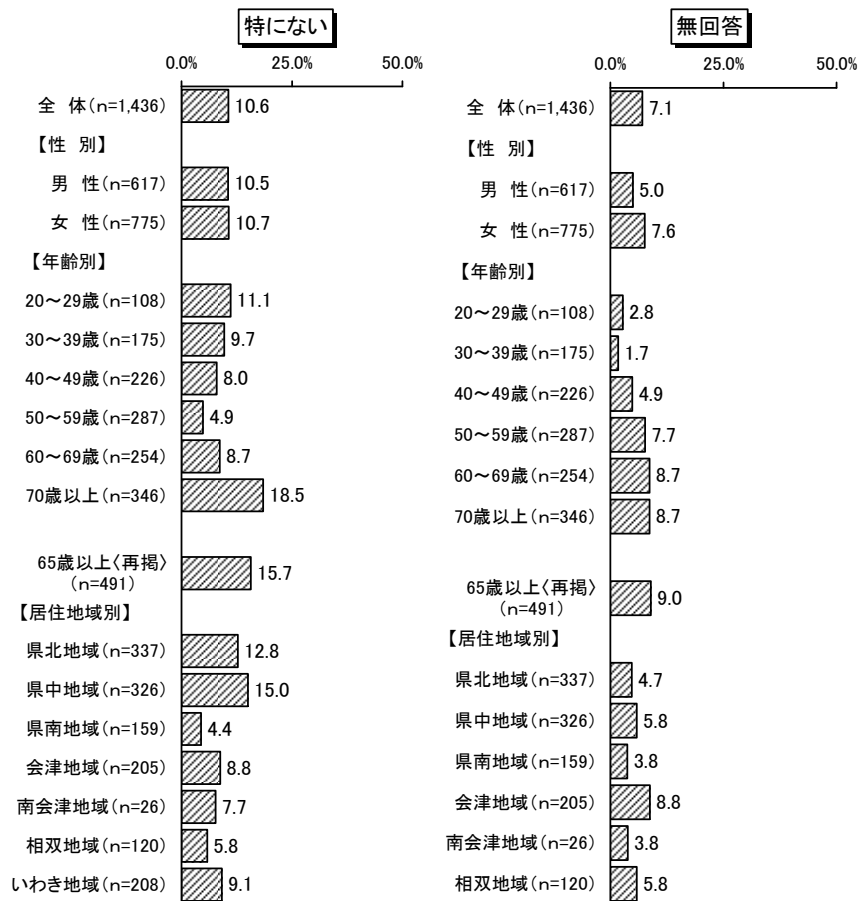 特にない
0.0%
25.0%
50.0%
全 体(n=1,436)
10.6
【性 別】
男 性(n=617)
10.5
女 性(n=775)
10.7
【年齢別】
20～29歳(n=108)
11.1
30～39歳(n=175)
9.7
40～49歳(n=226)
8.0
50～59歳(n=287)
4.9
60～69歳(n=254)
8.7
70歳以上(n=346)
18.5
65歳以上〈再掲〉
(n=491)
15.7
【居住地域別】
県北地域(n=337)
12.8
県中地域(n=326)
15.0
県南地域(n=159)
4.4
会津地域(n=205)
8.8
南会津地域(n=26)
7.7
相双地域(n=120)
5.8
いわき地域(n=208)
9.1
無回答
0.0%
25.0%
50.0%
全 体(n=1,436)
7.1
【性 別】
男 性(n=617)
5.0
女 性(n=775)
7.6
【年齢別】
20～29歳(n=108)
2.8
30～39歳(n=175)
1.7
40～49歳(n=226)
4.9
50～59歳(n=287)
7.7
60～69歳(n=254)
8.7
70歳以上(n=346)
8.7
65歳以上〈再掲〉
(n=491)
9.0
【居住地域別】
県北地域(n=337)
4.7
県中地域(n=326)
5.8
県南地域(n=159)
3.8
会津地域(n=205)
8.8
南会津地域(n=26)
3.8
相双地域(n=120)
5.8